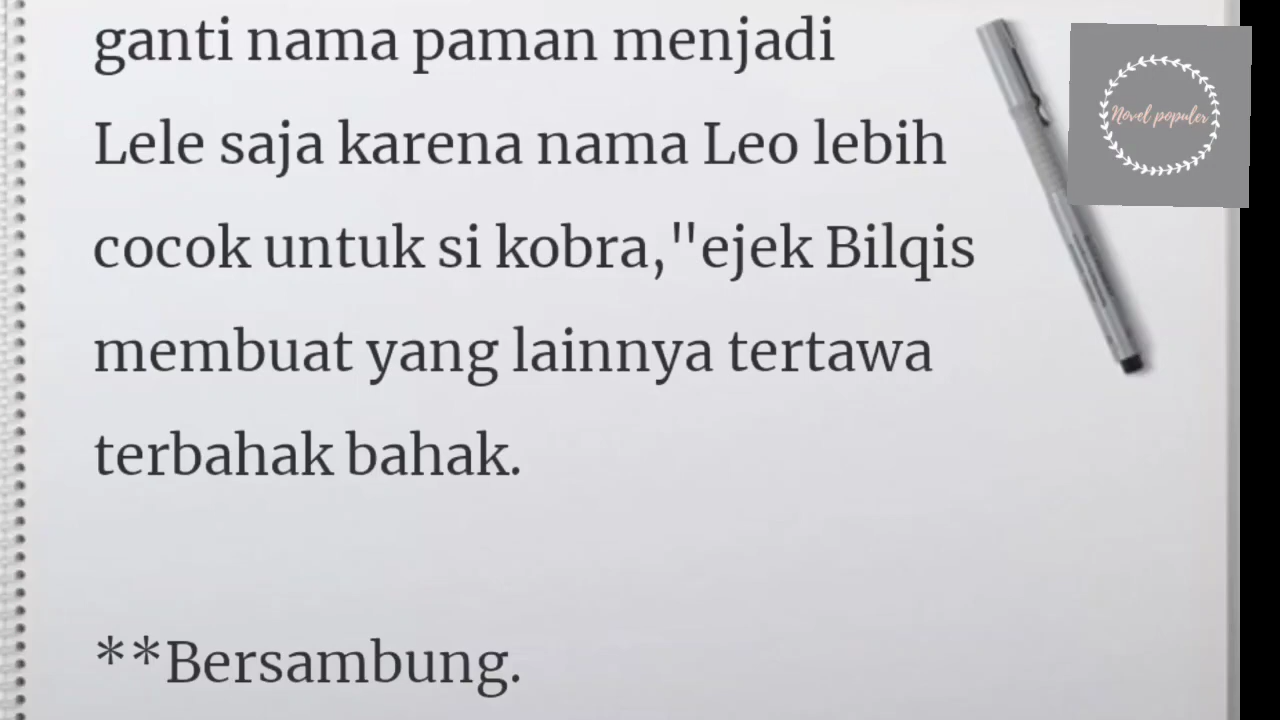 ganti nama paman menjadi
Lele saja karena nama Leo lebih
cocok untuk si kobra,"ejek Bilqis
membuat yang lainnya tertawa
terbahak bahak.
**Bersambung.
Novel populer